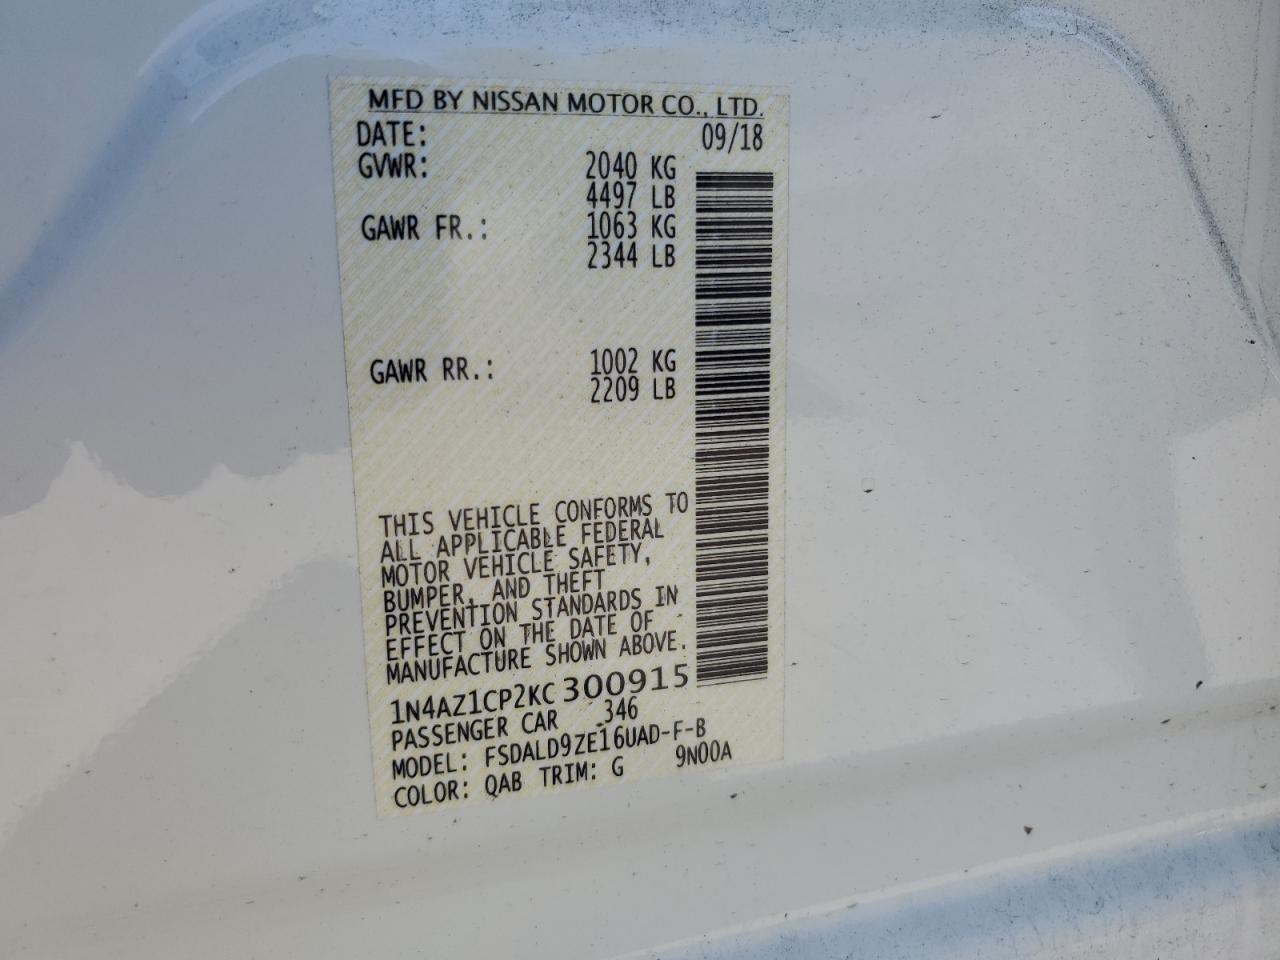 MFD BY NISSAN MOTOR CO., LTD.
DATE: 09/18
GVWR: 2040 KG
4497 LB
GAWR FR.: 1063 KG
2344 LB
GAWR RR.: 1002 KG
2209 LB
THIS VEHICLE CONFORMS TO
ALL APPLICABLE FEDERAL
MOTOR VEHICLE SAFETY,
BUMPER, AND THEFT
PREVENTION STANDARDS IN
EFFECT ON THE DATE OF
MANUFACTURE SHOWN ABOVE.
1N4AZ1CP2KC300915
PASSENGER CAR 346
MODEL: FSDALD9ZE16UAD-F-B
COLOR: QAB TRIM: G 9N00A